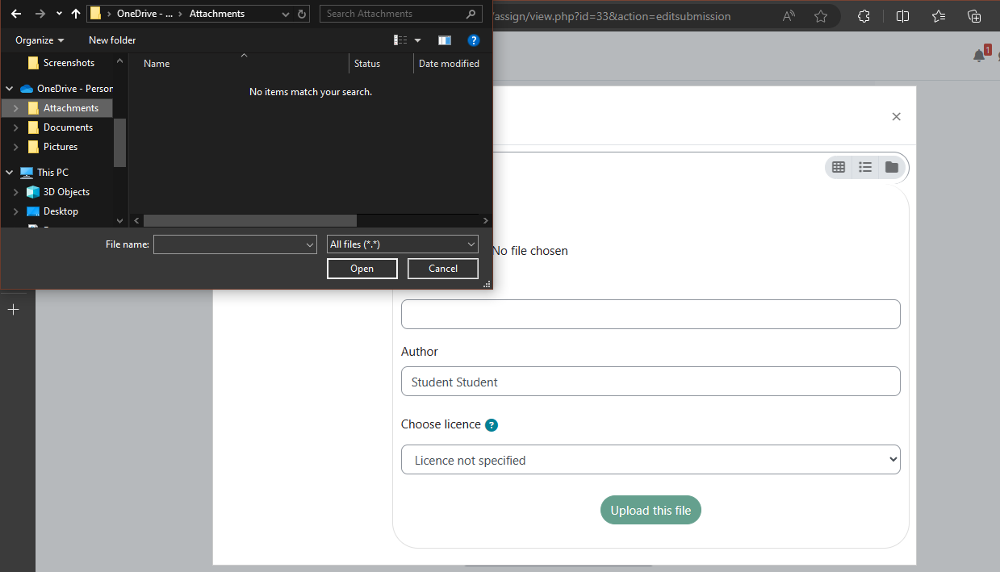 OneDrive - ... Attachments
Search Attachments
/assign/view.php?id=33&action=editsubmission
Organize New folder
1
Screenshots
Name Status Date modified
OneDrive - Person
No items match your search.
Attachments
Documents
Pictures
This PC
3D Objects
Desktop
File name: All files (*.*)
No file chosen
Open Cancel
Author
Student Student
Choose licence
Licence not specified
Upload this file